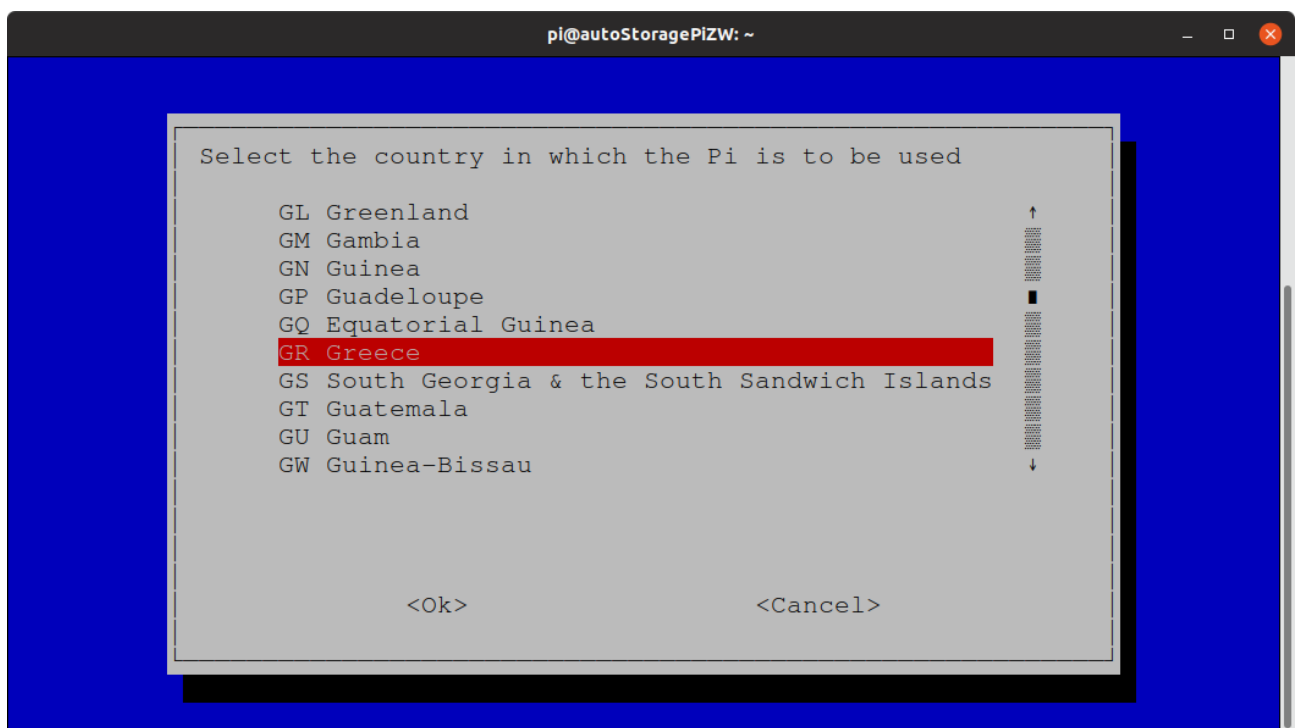 pi@autoStoragePiZW: ~
Select the country in which the Pi is to be used
GL Greenland
GM Gambia
GN Guinea
GP Guadeloupe
GQ Equatorial Guinea
GR Greece
GS South Georgia & the South Sandwich Islands
GT Guatemala
GU Guam
GW Guinea-Bissau
<Ok> <Cancel>